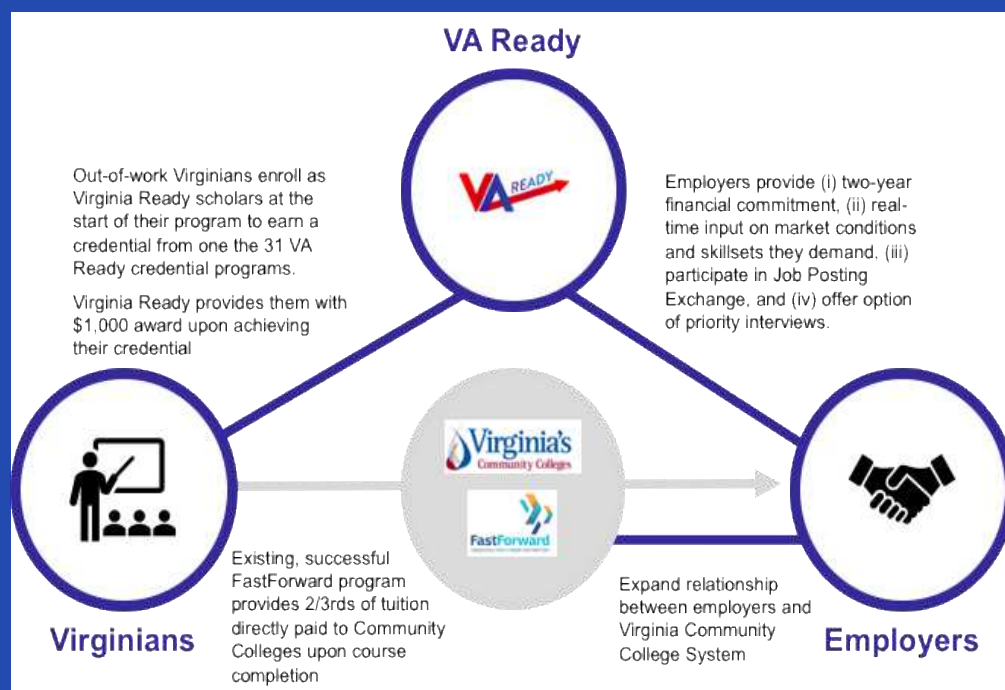 VA Ready
Out-of-work Virginians enroll as
Virginia Ready scholars at the
start of their program to earn a
credential from one the 31 VA
Ready credential programs.
Virginia Ready provides them with
$1,000 award upon achieving
their credential
VA READY
Employers provide (i) two-year
financial commitment, (ii) real-
time input on market conditions
and skillsets they demand, (iii)
participate in Job Posting
Exchange, and (iv) offer option
of priority interviews.
Virginia's
Community Colleges
FastForward
Existing, successful
FastForward program
provides 2/3rds of tuition
directly paid to Community
Colleges upon course
completion
Expand relationship
between employers and
Virginia Community
College System
Virginians
Employers